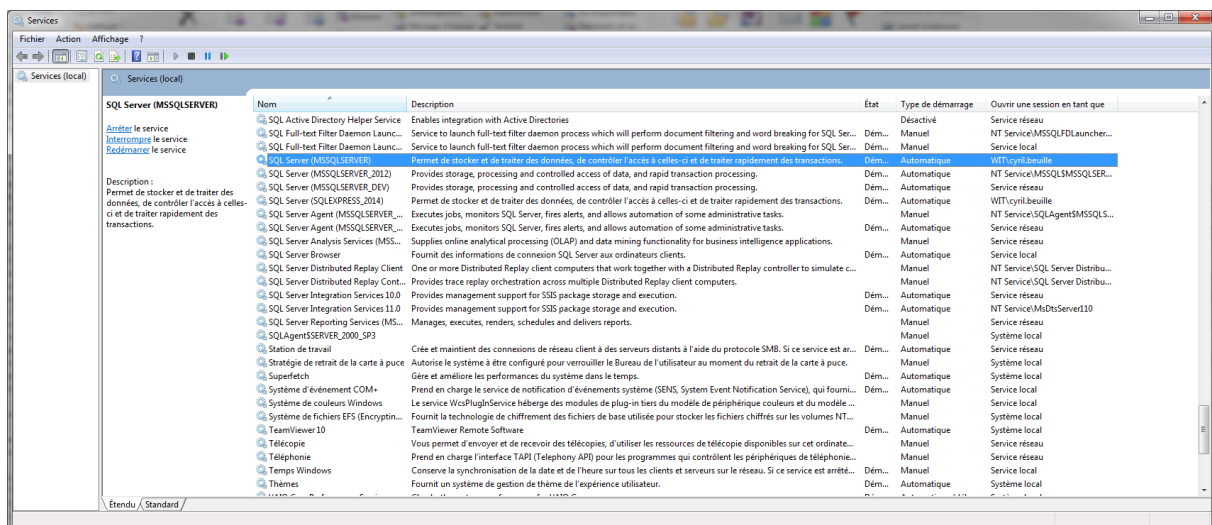 Services
Fichier Action Affichage ?
Services (local)
Services (local)
SQL Server (MSSQLSERVER)
Arrêter le service
Interrompre le service
Redémarrer le service
Description :
Permet de stocker et de traiter des
données, de contrôler l'accès à celles-
ci et de traiter rapidement des
transactions.
Nom Description État Type de démarrage Ouvrir une session en tant que
SQL Active Directory Helper Service Enables integration with Active Directories Désactivé Service réseau
SQL Full-text Filter Daemon Launc... Service to launch full-text filter daemon process which will perform document filtering and word breaking for SQL Ser... Dém... Manuel NT Service\MSSQLFDLauncher...
SQL Full-text Filter Daemon Launc... Service to launch full-text filter daemon process which will perform document filtering and word breaking for SQL Ser... Dém... Manuel Service local
SQL Server (MSSQLSERVER) Permet de stocker et de traiter des données, de contrôler l'accès à celles-ci et de traiter rapidement des transactions. Dém... Automatique WIT\cyril.beuille
SQL Server (MSSQLSERVER_2012) Provides storage, processing and controlled access of data, and rapid transaction processing. Dém... Automatique NT Service\MSSQL$MSSQLSER...
SQL Server (MSSQLSERVER_DEV) Provides storage, processing and controlled access of data, and rapid transaction processing. Dém... Automatique Service réseau
SQL Server (SQLEXPRESS_2014) Permet de stocker et de traiter des données, de contrôler l'accès à celles-ci et de traiter rapidement des transactions. Dém... Automatique WIT\cyril.beuille
SQL Server Agent (MSSQLSERVER_... Executes jobs, monitors SQL Server, fires alerts, and allows automation of some administrative tasks. Manuel NT Service\SQLAgent$MSSQLS...
SQL Server Agent (MSSQLSERVER_... Executes jobs, monitors SQL Server, fires alerts, and allows automation of some administrative tasks. Dém... Automatique Service réseau
SQL Server Analysis Services (MSS... Supplies online analytical processing (OLAP) and data mining functionality for business intelligence applications. Manuel Service réseau
SQL Server Browser Fournit des informations de connexion SQL Server aux ordinateurs clients. Dém... Automatique Service local
SQL Server Distributed Replay Client One or more Distributed Replay client computers that work together with a Distributed Replay controller to simulate c... Manuel NT Service\SQL Server Distribu...
SQL Server Distributed Replay Cont... Provides trace replay orchestration across multiple Distributed Replay client computers. Manuel NT Service\SQL Server Distribu...
SQL Server Integration Services 10.0 Provides management support for SSIS package storage and execution. Dém... Automatique Service réseau
SQL Server Integration Services 11.0 Provides management support for SSIS package storage and execution. Dém... Automatique NT Service\MsDtsServer110
SQL Server Reporting Services (MS... Manages, executes, renders, schedules and delivers reports. Manuel Service réseau
SQLAgent$SERVER_2000_SP3 Manuel Système local
Station de travail Crée et maintient des connexions de réseau client à des serveurs distants à l'aide du protocole SMB. Si ce service est ar... Dém... Automatique Service réseau
Stratégie de retrait de la carte à puce Autorise le système à être configuré pour verrouiller le Bureau de l'utilisateur au moment du retrait de la carte à puce. Manuel Système local
Superfetch Gère et améliore les performances du système dans le temps. Dém... Automatique Système local
Système d'événement COM+ Prend en charge le service de notification d'événements système (SENS, System Event Notification Service), qui fourni... Dém... Automatique Service local
Système de couleurs Windows Le service WcsPlugInService héberge des modules de plug-in tiers du modèle de périphérique couleurs et du modèle ... Manuel Service local
Système de fichiers EFS (Encryptin... Fournit la technologie de chiffrement des fichiers de base utilisée pour stocker les fichiers chiffrés sur les volumes NT... Manuel Système local
TeamViewer 10 TeamViewer Remote Software Dém... Automatique Système local
Télécopie Vous permet d'envoyer et de recevoir des télécopies, d'utiliser les ressources de télécopie disponibles sur cet ordinate... Manuel Service réseau
Téléphonie Prend en charge l'interface TAPI (Telephony API) pour les programmes qui contrôlent les périphériques de téléphonie... Manuel Service réseau
Temps Windows Conserve la synchronisation de la date et de l'heure sur tous les clients et serveurs sur le réseau. Si ce service est arrêté... Dém... Manuel Service local
Thèmes Fournit un système de gestion de thème de l'expérience utilisateur. Dém... Automatique Système local
Étendu Standard